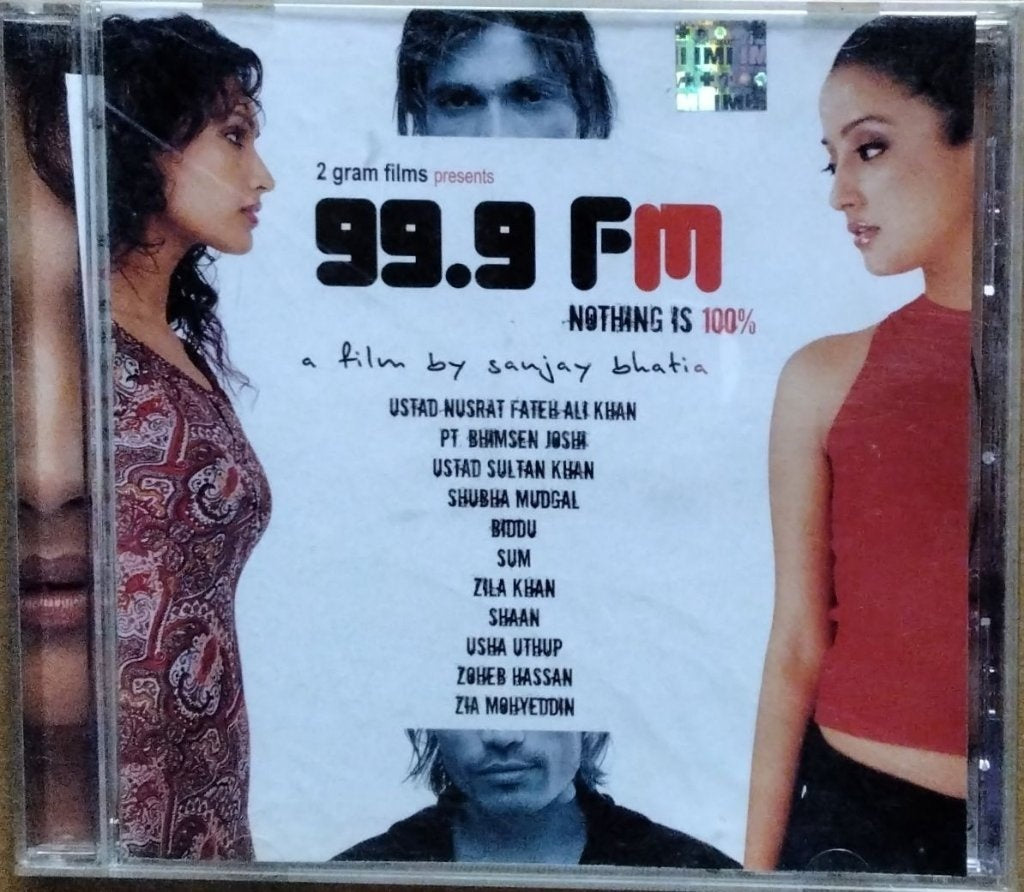 2 gram films presents
99.9 FM
NOTHING IS 100%
a film by sanjay bhatia
USTAD NUSRAT FATEH ALI KHAN
PT BHIMSEN JOSHI
USTAD SULTAN KHAN
SHUBHA MUDGAL
BIDDU
SUM
ZILA KHAN
SHAAN
USHA UTHUP
ZOHEB HASSAN
ZIA MOHYEDDIN